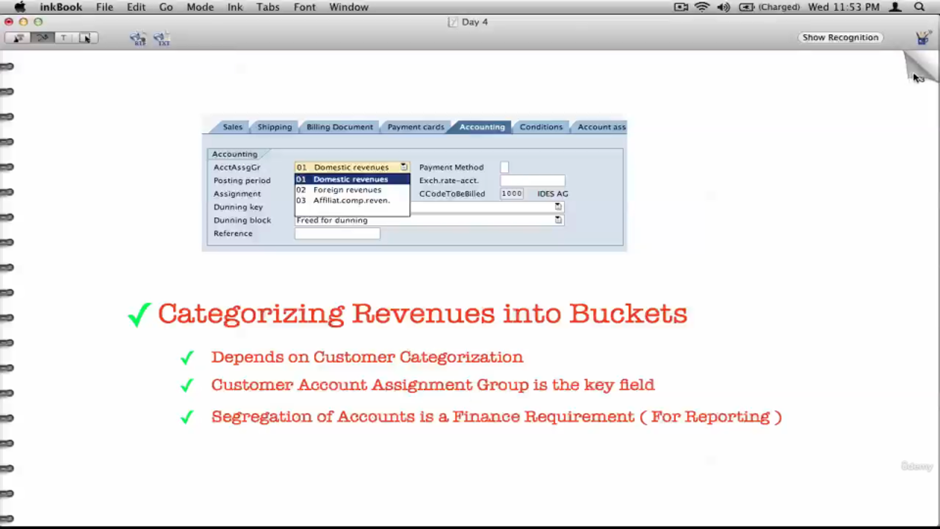 inkBook File Edit Go Mode Ink Tabs Font Window (Charged) Wed 11:53 PM
Day 4
T KIF TXT Show Recognition
Sales Shipping Billing Document Payment cards Accounting Conditions Account ass
Accounting
AcctAssgGr 01 Domestic revenues Payment Method
Posting period 01 Domestic revenues Exch.rate-acct.
Assignment 02 Foreign revenues CCodeToBeBilled 1000 IDES AG
Dunning key 03 Affiliat.comp.reven.
Dunning block Freed for dunning
Reference
✓ Categorizing Revenues into Buckets
✓ Depends on Customer Categorization
✓ Customer Account Assignment Group is the key field
✓ Segregation of Accounts is a Finance Requirement ( For Reporting )
Udemy